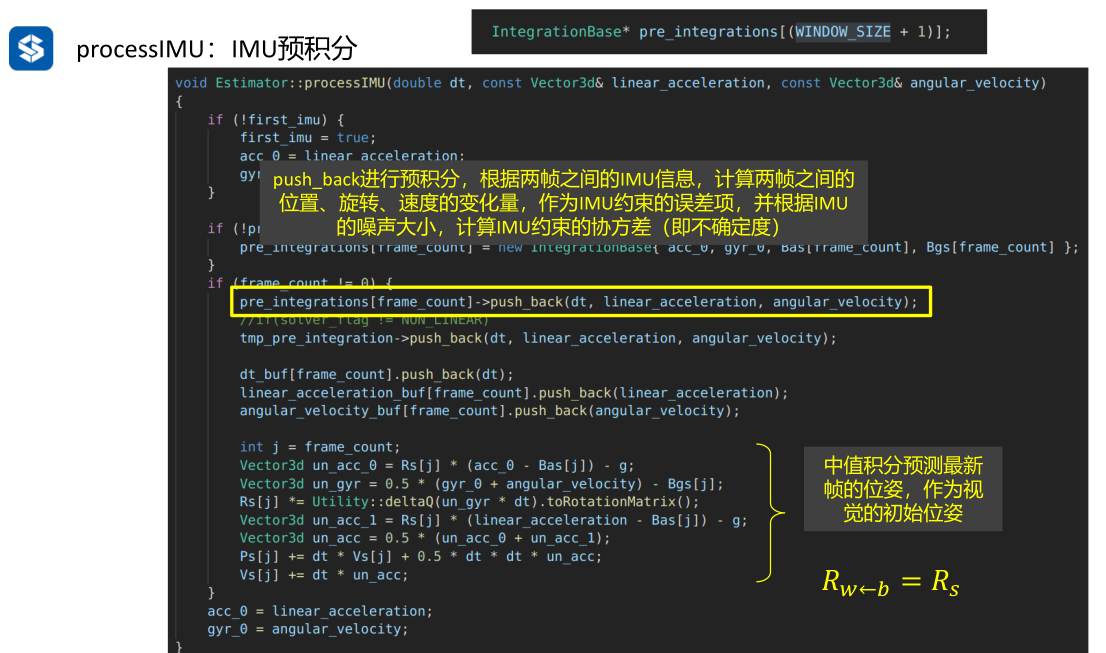 processIMU：IMU预积分
IntegrationBase* pre_integrations[(WINDOW_SIZE + 1)];
void Estimator::processIMU(double dt, const Vector3d& linear_acceleration, const Vector3d& angular_velocity)
{
if (!first_imu) {
first_imu = true;
acc_0 = linear_acceleration;
gy
}
push_back进行预积分，根据两帧之间的IMU信息，计算两帧之间的
位置、旋转、速度的变化量，作为IMU约束的误差项，并根据IMU
的噪声大小，计算IMU约束的协方差（即不确定度）
if (!pr
pre_integrations[frame_count] = new IntegrationBase{ acc_0, gyr_0, Bas[frame_count], Bgs[frame_count] };
}
if (frame_count != 0) {
pre_integrations[frame_count]->push_back(dt, linear_acceleration, angular_velocity);
//if(solver_flag != NON_LINEAR)
tmp_pre_integration->push_back(dt, linear_acceleration, angular_velocity);
dt_buf[frame_count].push_back(dt);
linear_acceleration_buf[frame_count].push_back(linear_acceleration);
angular_velocity_buf[frame_count].push_back(angular_velocity);
int j = frame_count;
Vector3d un_acc_0 = Rs[j] * (acc_0 - Bas[j]) - g;
Vector3d un_gyr = 0.5 * (gyr_0 + angular_velocity) - Bgs[j];
Rs[j] *= Utility::deltaQ(un_gyr * dt).toRotationMatrix();
Vector3d un_acc_1 = Rs[j] * (linear_acceleration - Bas[j]) - g;
Vector3d un_acc = 0.5 * (un_acc_0 + un_acc_1);
Ps[j] += dt * Vs[j] + 0.5 * dt * dt * un_acc;
Vs[j] += dt * un_acc;
}
acc_0 = linear_acceleration;
gyr_0 = angular_velocity;
}
中值积分预测最新
帧的位姿，作为视
觉的初始位姿
R_{w←b} = R_s